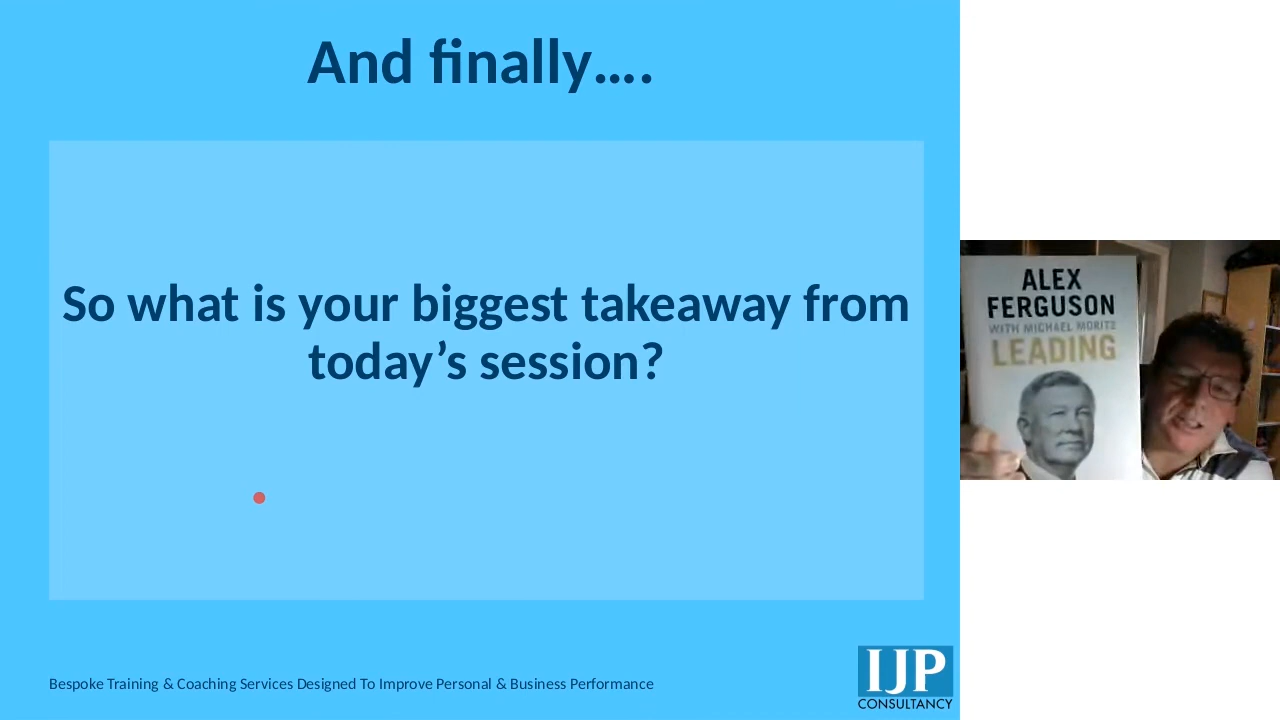 And finally....
So what is your biggest takeaway from
today’s session?
Bespoke Training & Coaching Services Designed To Improve Personal & Business Performance
IJP
CONSULTANCY
ALEX
FERGUSON
WITH MICHAEL MORITZ
LEADING